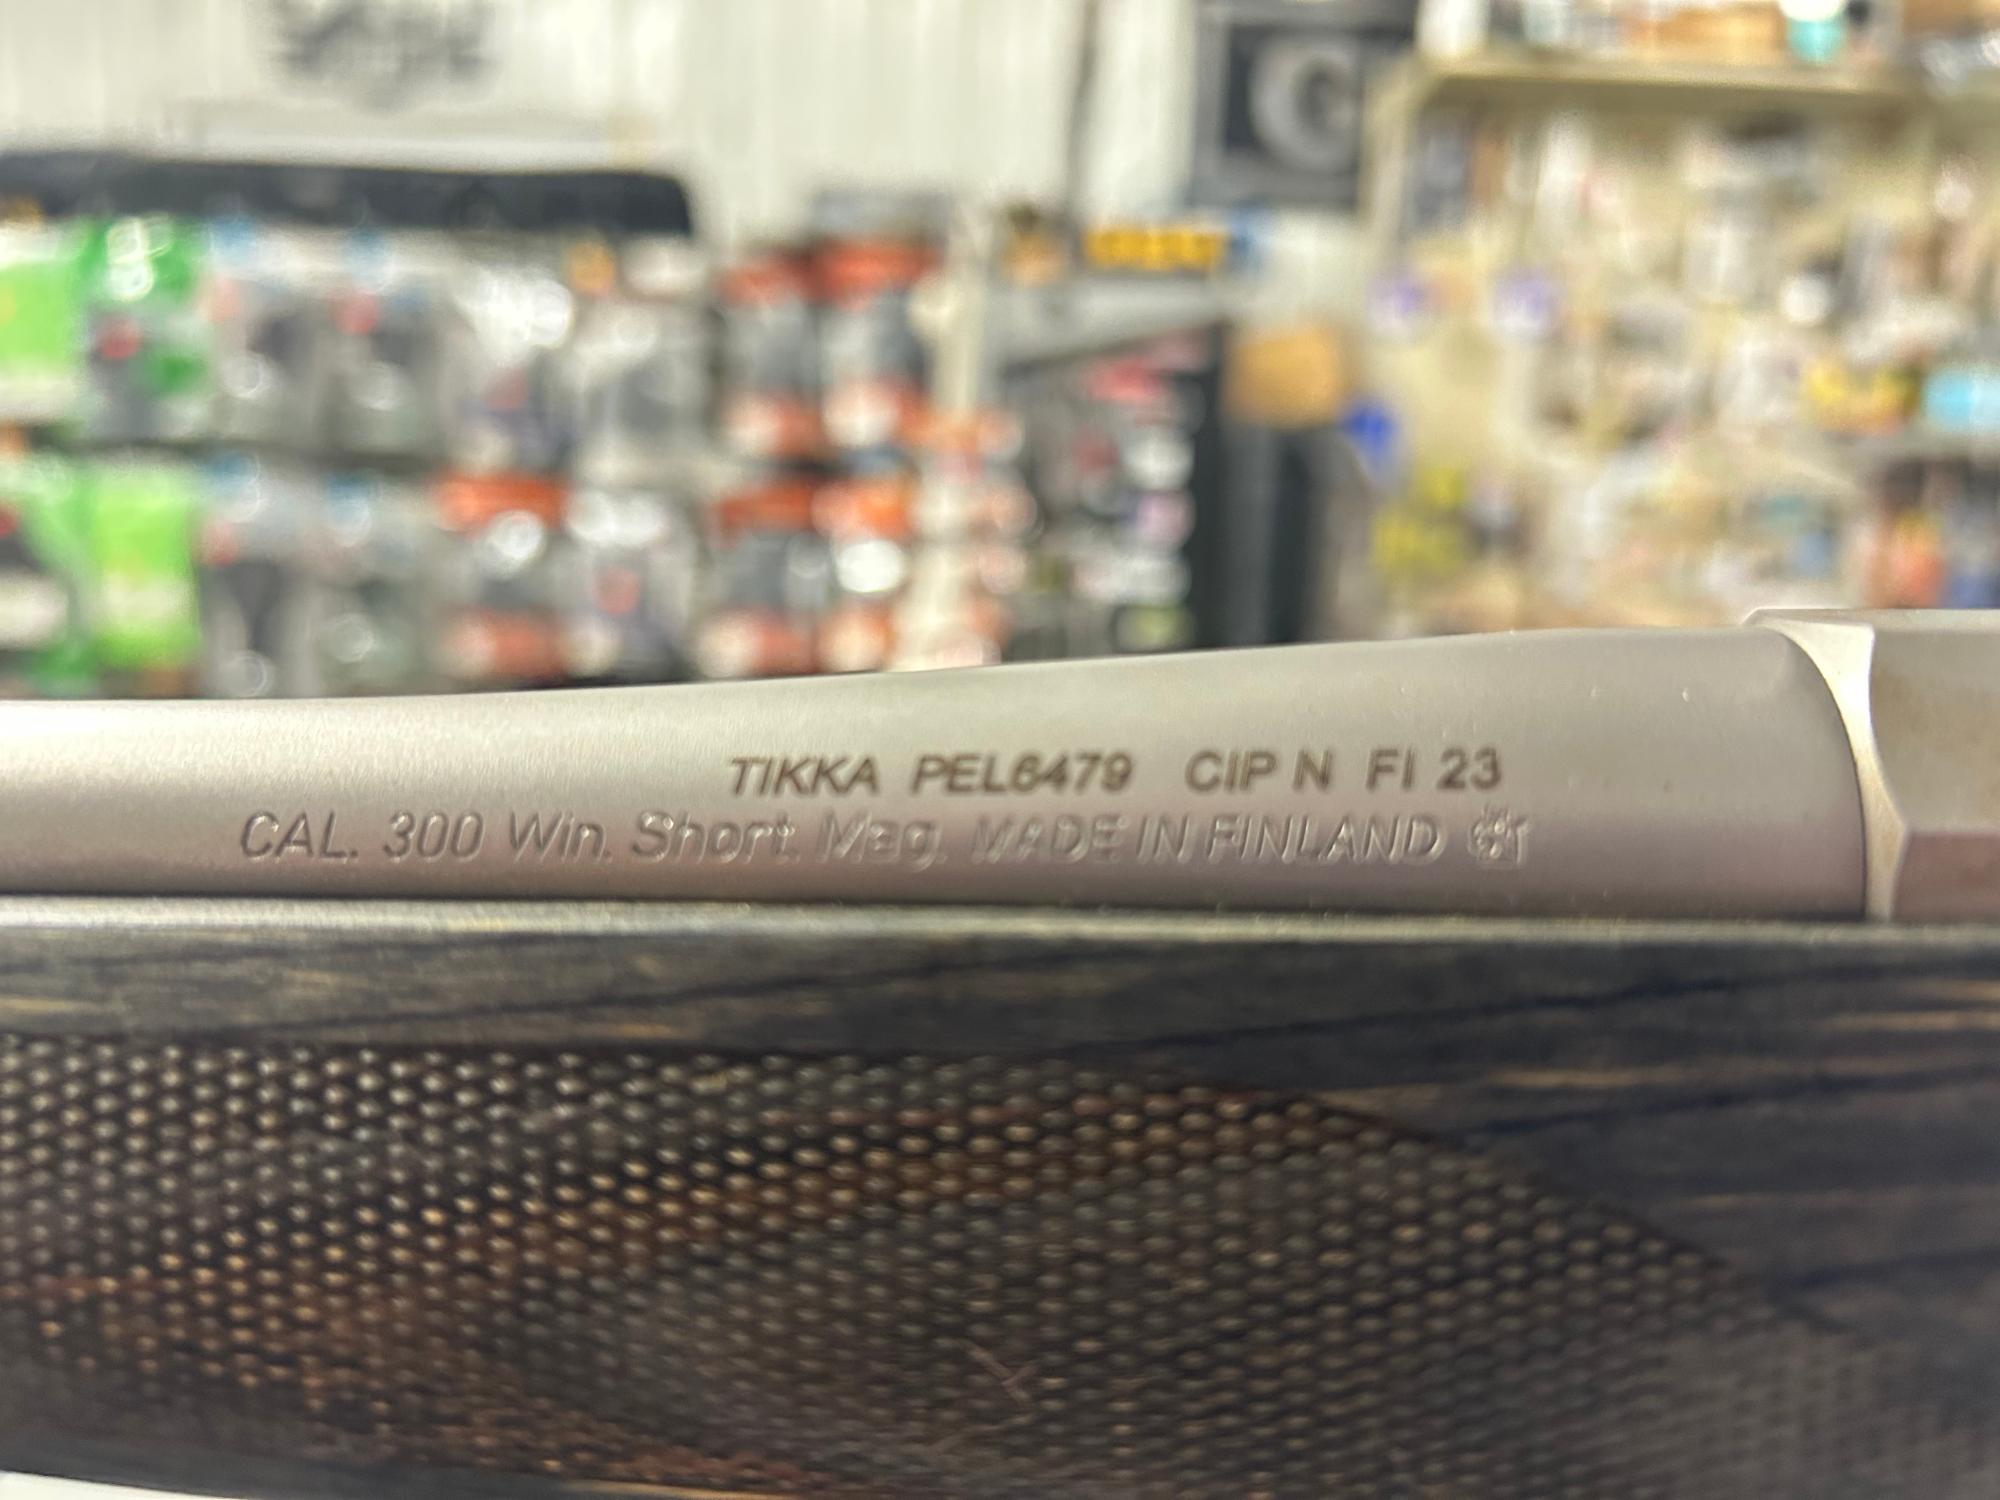 TIKKA PEL6479 CIP N FI 23
CAL. 300 Win. Short. Mag. MADE IN FINLAND
G